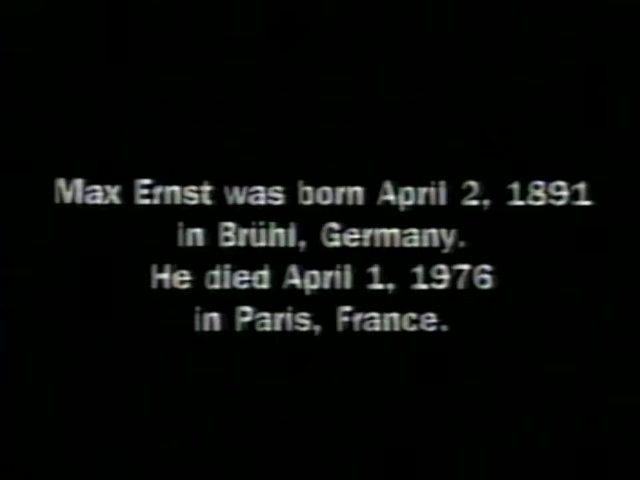 Max Ernst was born April 2, 1891
in Brühl, Germany.
He died April 1, 1976
in Paris, France.